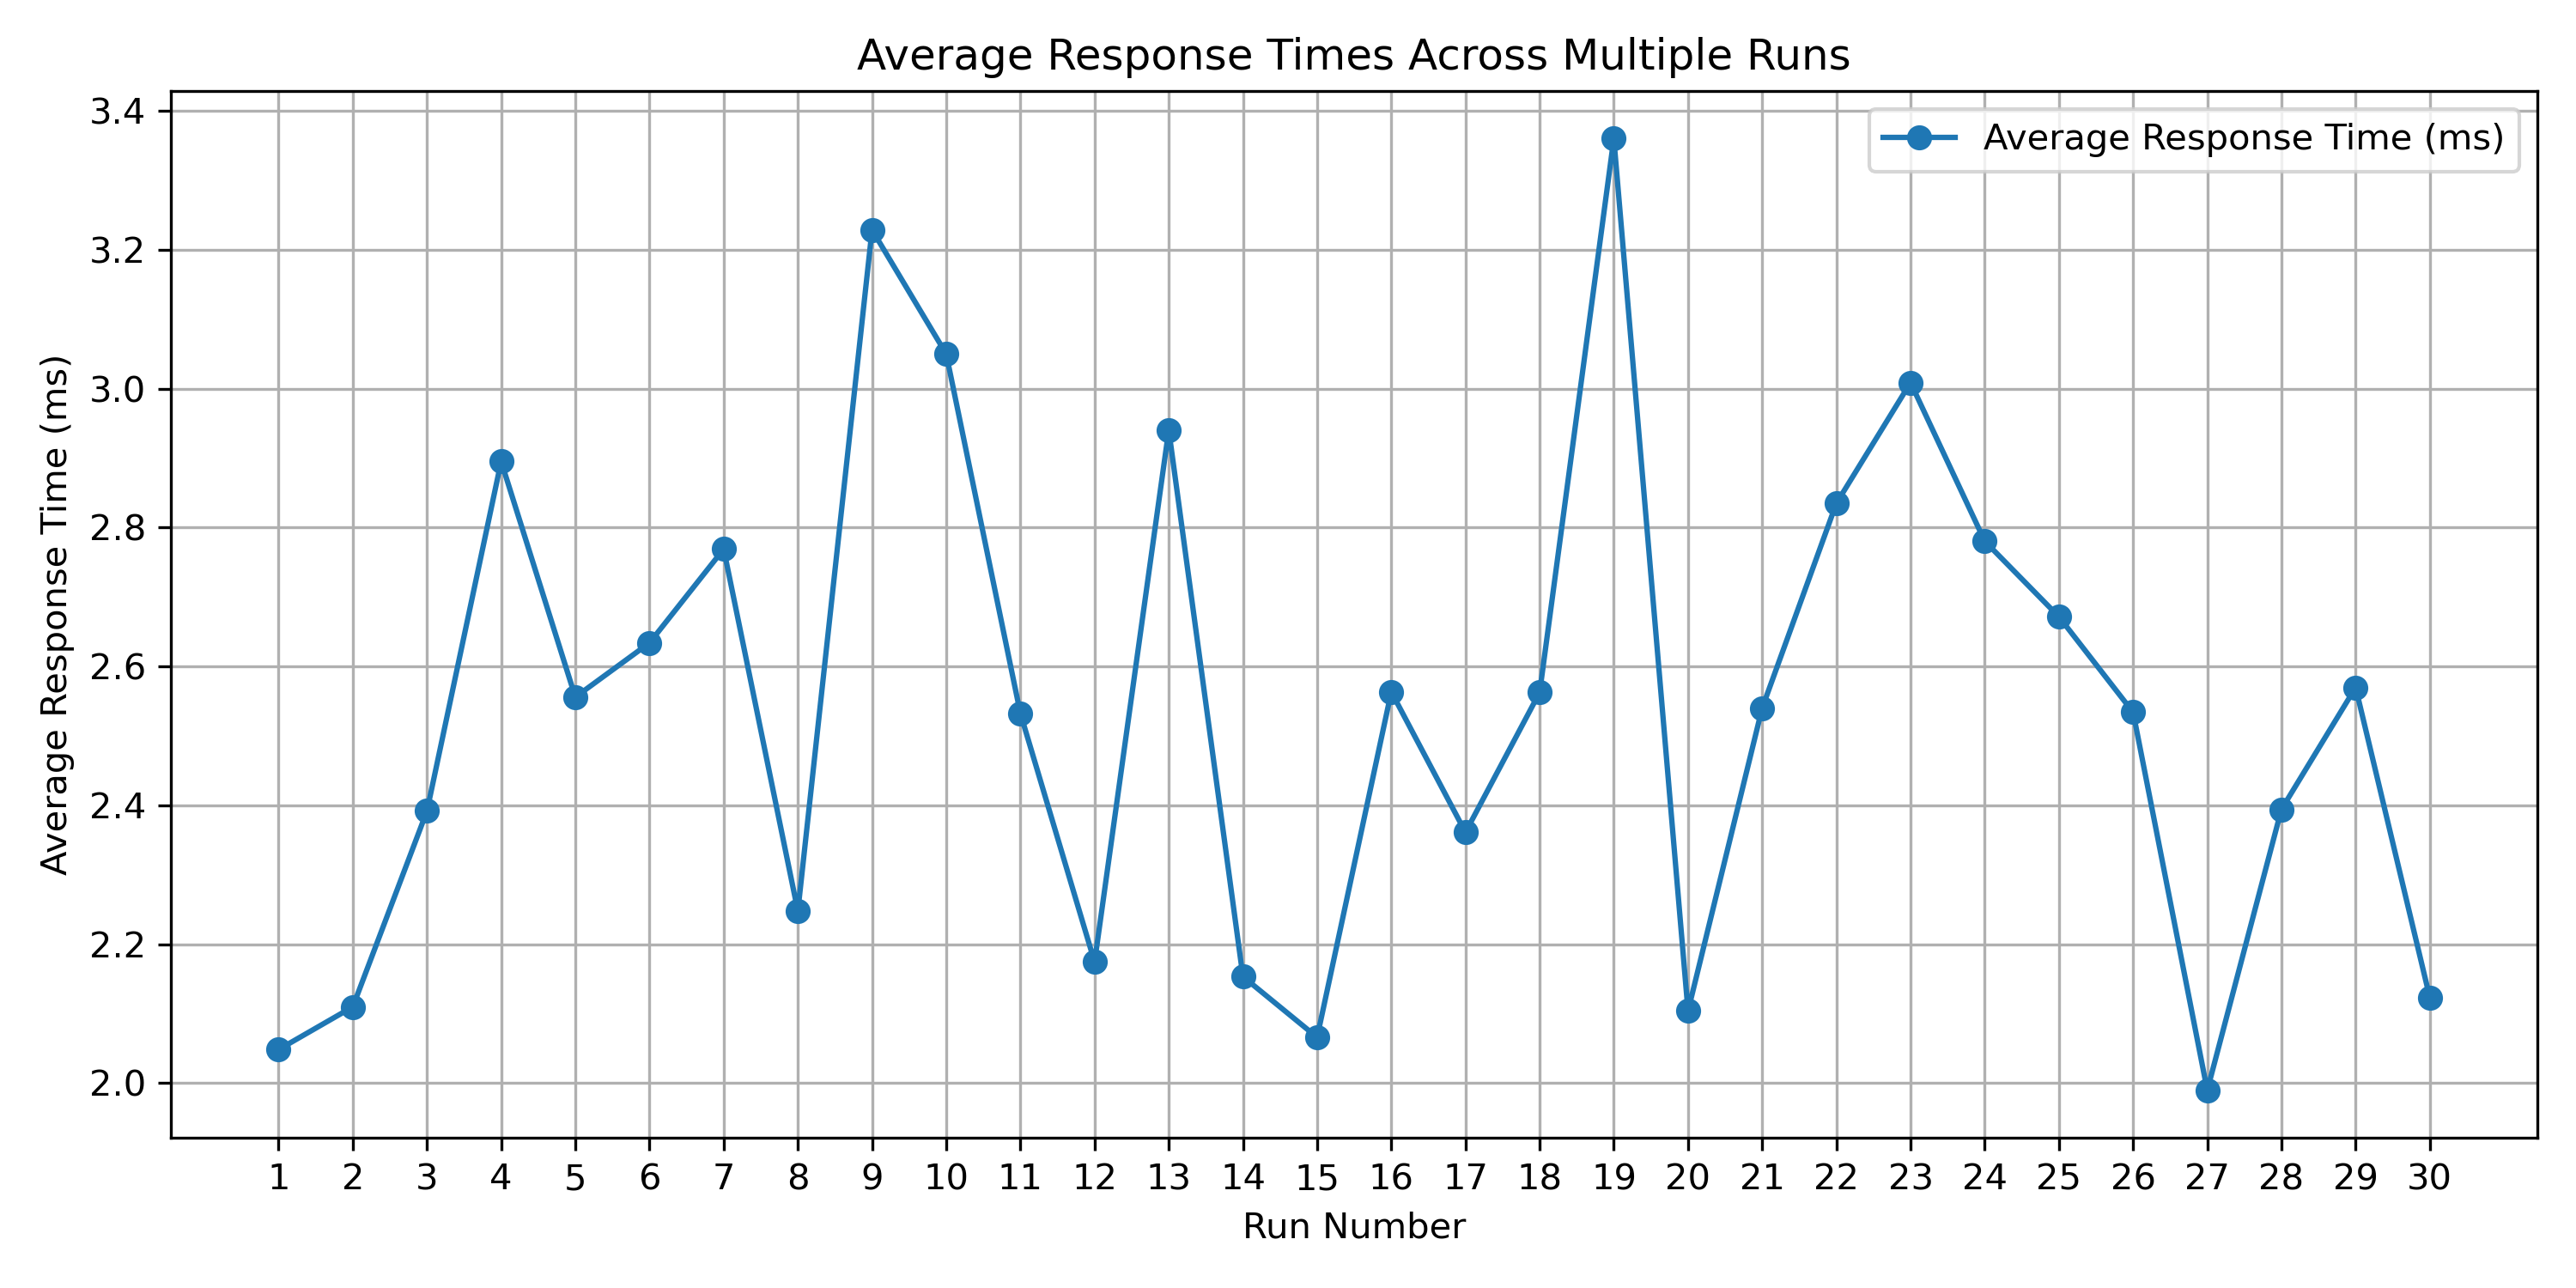 Average Response Times Across Multiple Runs
Average Response Time (ms)
3.4
3.2
3.0
2.8
2.6
2.4
2.2
2.0
Average Response Time (ms)
1 2 3 4 5 6 7 8 9 10 11 12 13 14 15 16 17 18 19 20 21 22 23 24 25 26 27 28 29 30
Run Number